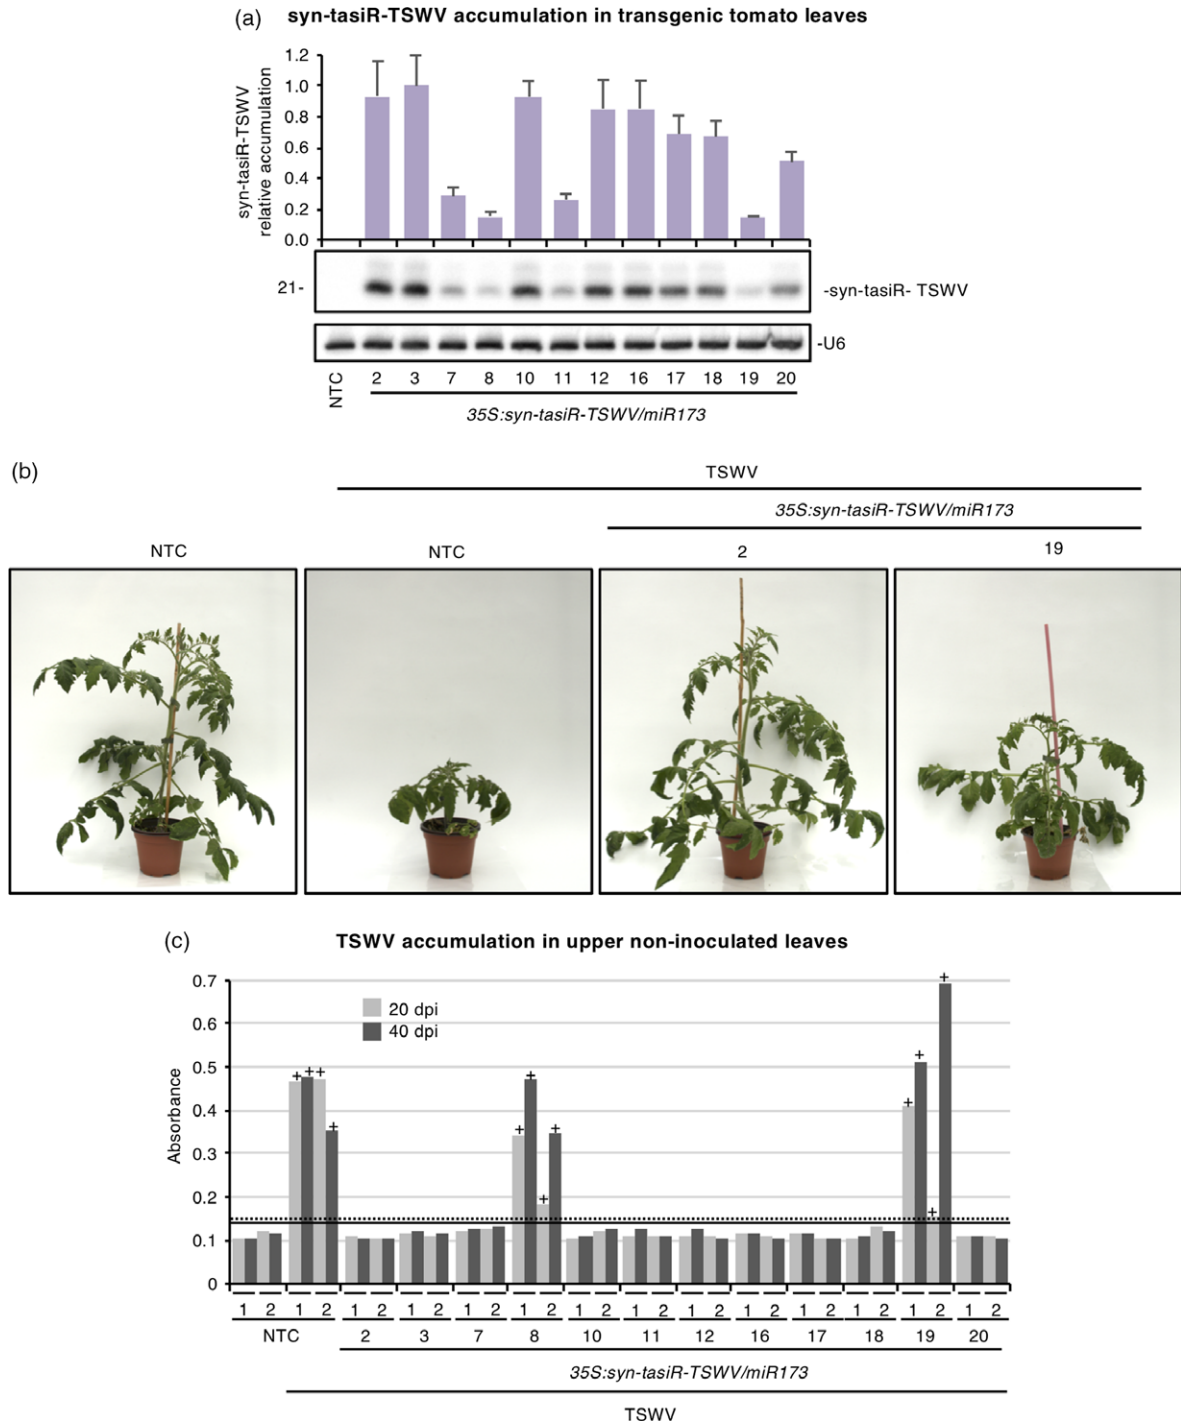 (a) syn-tasiR-TSWV accumulation in transgenic tomato leaves
syn-tasiR-TSWV
relative accumulation
1.2
1.0
0.8
0.6
0.4
0.2
0.0
21-
-syn-tasiR- TSWV
-U6
NTC 2 3 7 8 10 11 12 16 17 18 19 20
35S:syn-tasiR-TSWV/miR173
(b)
TSWV
35S:syn-tasiR-TSWV/miR173
NTC NTC 2 19
(c) TSWV accumulation in upper non-inoculated leaves
Absorbance
0.7
0.6
0.5
0.4
0.3
0.2
0.1
0
20 dpi
40 dpi
+ + + + + + + + + + + +
1 2 1 2 1 2 1 2 1 2 1 2 1 2 1 2 1 2 1 2 1 2 1 2 1 2 1 2
NTC 2 3 7 8 10 11 12 16 17 18 19 20
35S:syn-tasiR-TSWV/miR173
TSWV